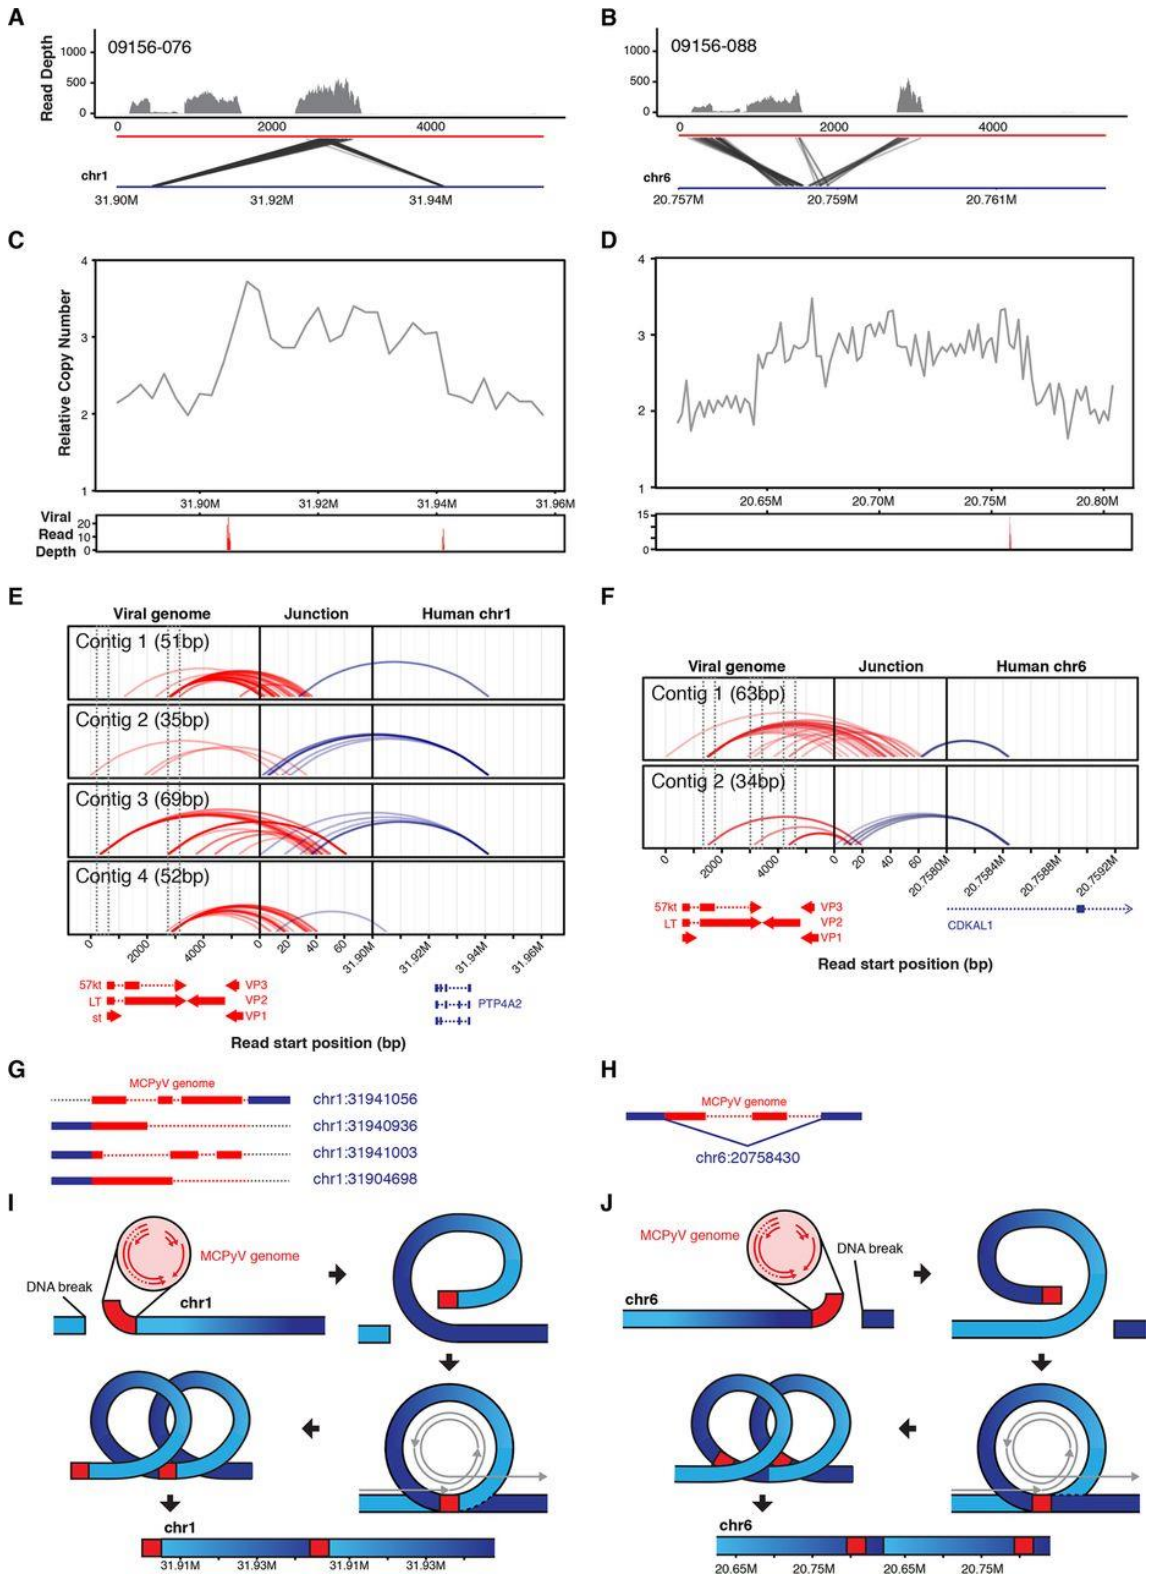 A
09156-076
Read Depth
1000
500
0
0 2000 4000
chr1
31.90M 31.92M 31.94M
B
09156-088
1000
500
0
0 2000 4000
chr6
20.757M 20.759M 20.761M
C
Relative Copy Number
4
3
2
1
31.90M 31.92M 31.94M 31.96M
Viral
Read
Depth
20
10
0
D
4
3
2
1
20.65M 20.70M 20.75M 20.80M
15
0
E
Viral genome Junction Human chr1
Contig 1 (51bp)
Contig 2 (35bp)
Contig 3 (69bp)
Contig 4 (52bp)
0 2000 4000 0 20 40 60 31.90M 31.92M 31.94M 31.96M
57kt VP3
LT VP2 PTP4A2
st VP1
Read start position (bp)
F
Viral genome Junction Human chr6
Contig 1 (63bp)
Contig 2 (34bp)
0 2000 4000 0 20 40 60 20.7580M 20.7584M 20.7588M 20.7592M
57kt VP3
LT VP2 CDKAL1
VP1
Read start position (bp)
G
MCPyV genome
chr1:31941056
chr1:31940936
chr1:31941003
chr1:31904698
H
MCPyV genome
chr6:20758430
I
MCPyV genome
DNA break
chr1
chr1
31.91M 31.93M 31.91M 31.93M
J
MCPyV genome
DNA break
chr6
chr6
20.65M 20.75M 20.65M 20.75M